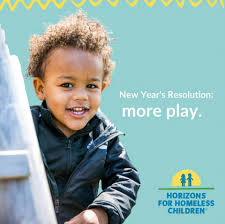 New Year's Resolution:
more play.
HORIZONS
FOR HOMELESS
CHILDREN®